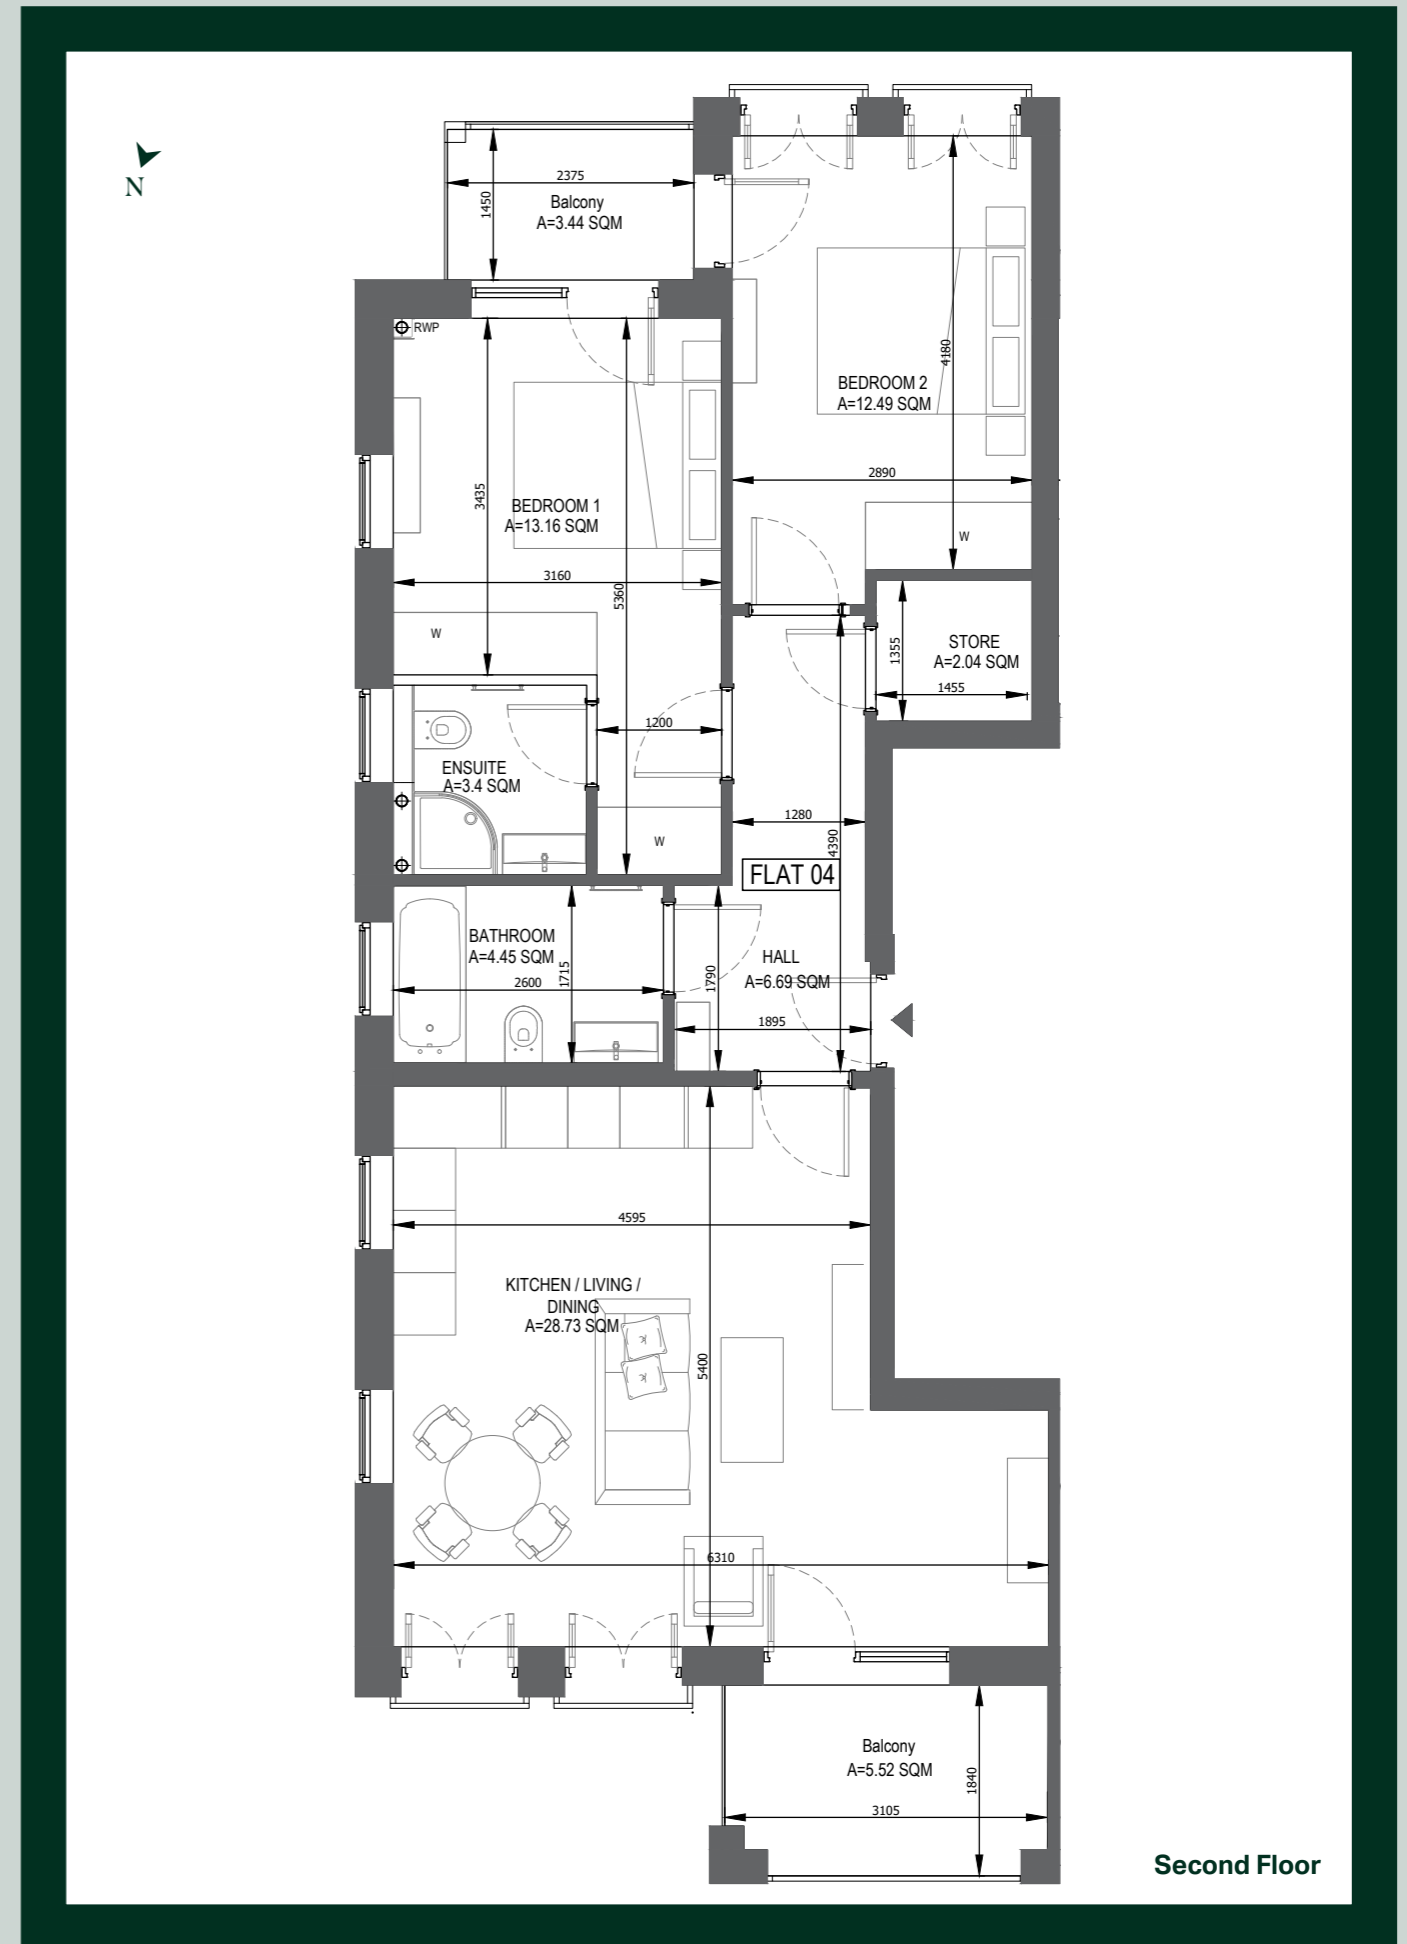 N
2375
1450
Balcony
A=3.44 SQM
RWP
4180
BEDROOM 2
A=12.49 SQM
2890
W
3435
BEDROOM 1
A=13.16 SQM
3160
5360
W
1355
STORE
A=2.04 SQM
1455
1200
ENSUITE
A=3.4 SQM
W
1280
4390
FLAT 04
BATHROOM
A=4.45 SQM
2600
1715
1790
HALL
A=6.69 SQM
1895
4595
KITCHEN / LIVING /
DINING
A=28.73 SQM
5400
6310
Balcony
A=5.52 SQM
1840
3105
Second Floor